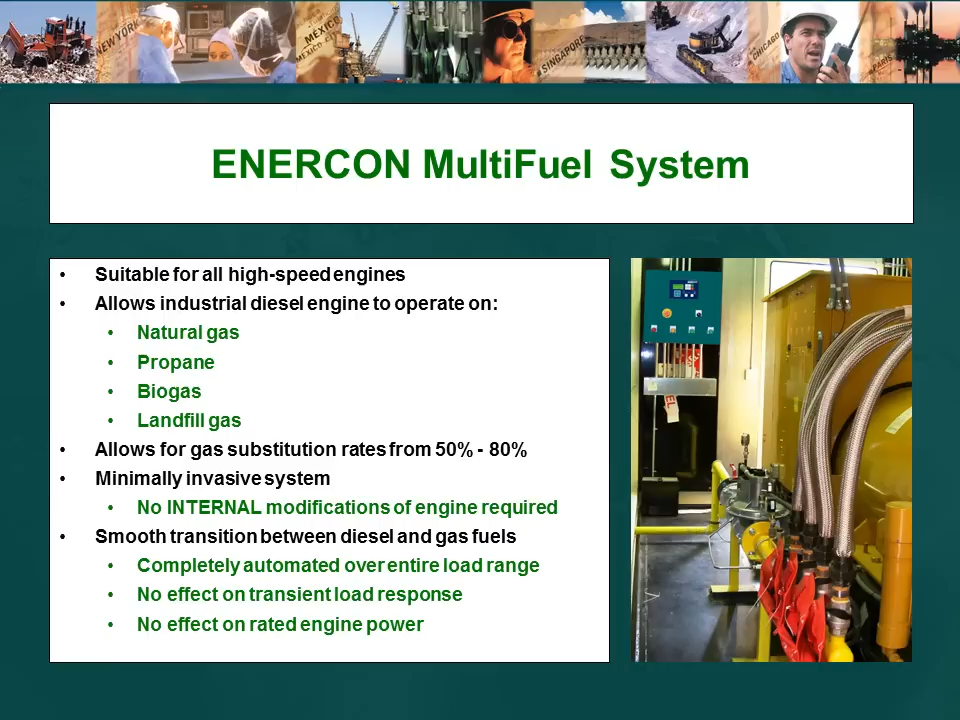 NEW YORK
MEXICO
MEXICO CITY
SINGAPORE
CHICAGO
PARIS
ENERCON MultiFuel System
• Suitable for all high-speed engines
• Allows industrial diesel engine to operate on:
• Natural gas
• Propane
• Biogas
• Landfill gas
• Allows for gas substitution rates from 50% - 80%
• Minimally invasive system
• No INTERNAL modifications of engine required
• Smooth transition between diesel and gas fuels
• Completely automated over entire load range
• No effect on transient load response
• No effect on rated engine power